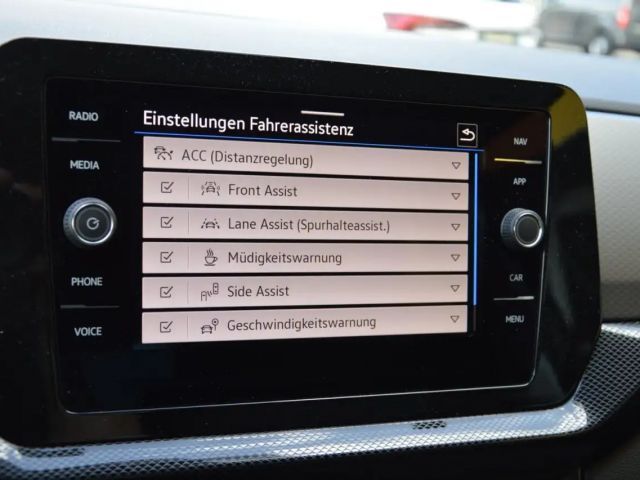 RADIO
MEDIA
PHONE
VOICE
Einstellungen Fahrerassistenz
ACC (Distanzregelung)
Front Assist
Lane Assist (Spurhalteassist.)
Müdigkeitswarnung
Side Assist
Geschwindigkeitswarnung
NAV
APP
CAR
MENU